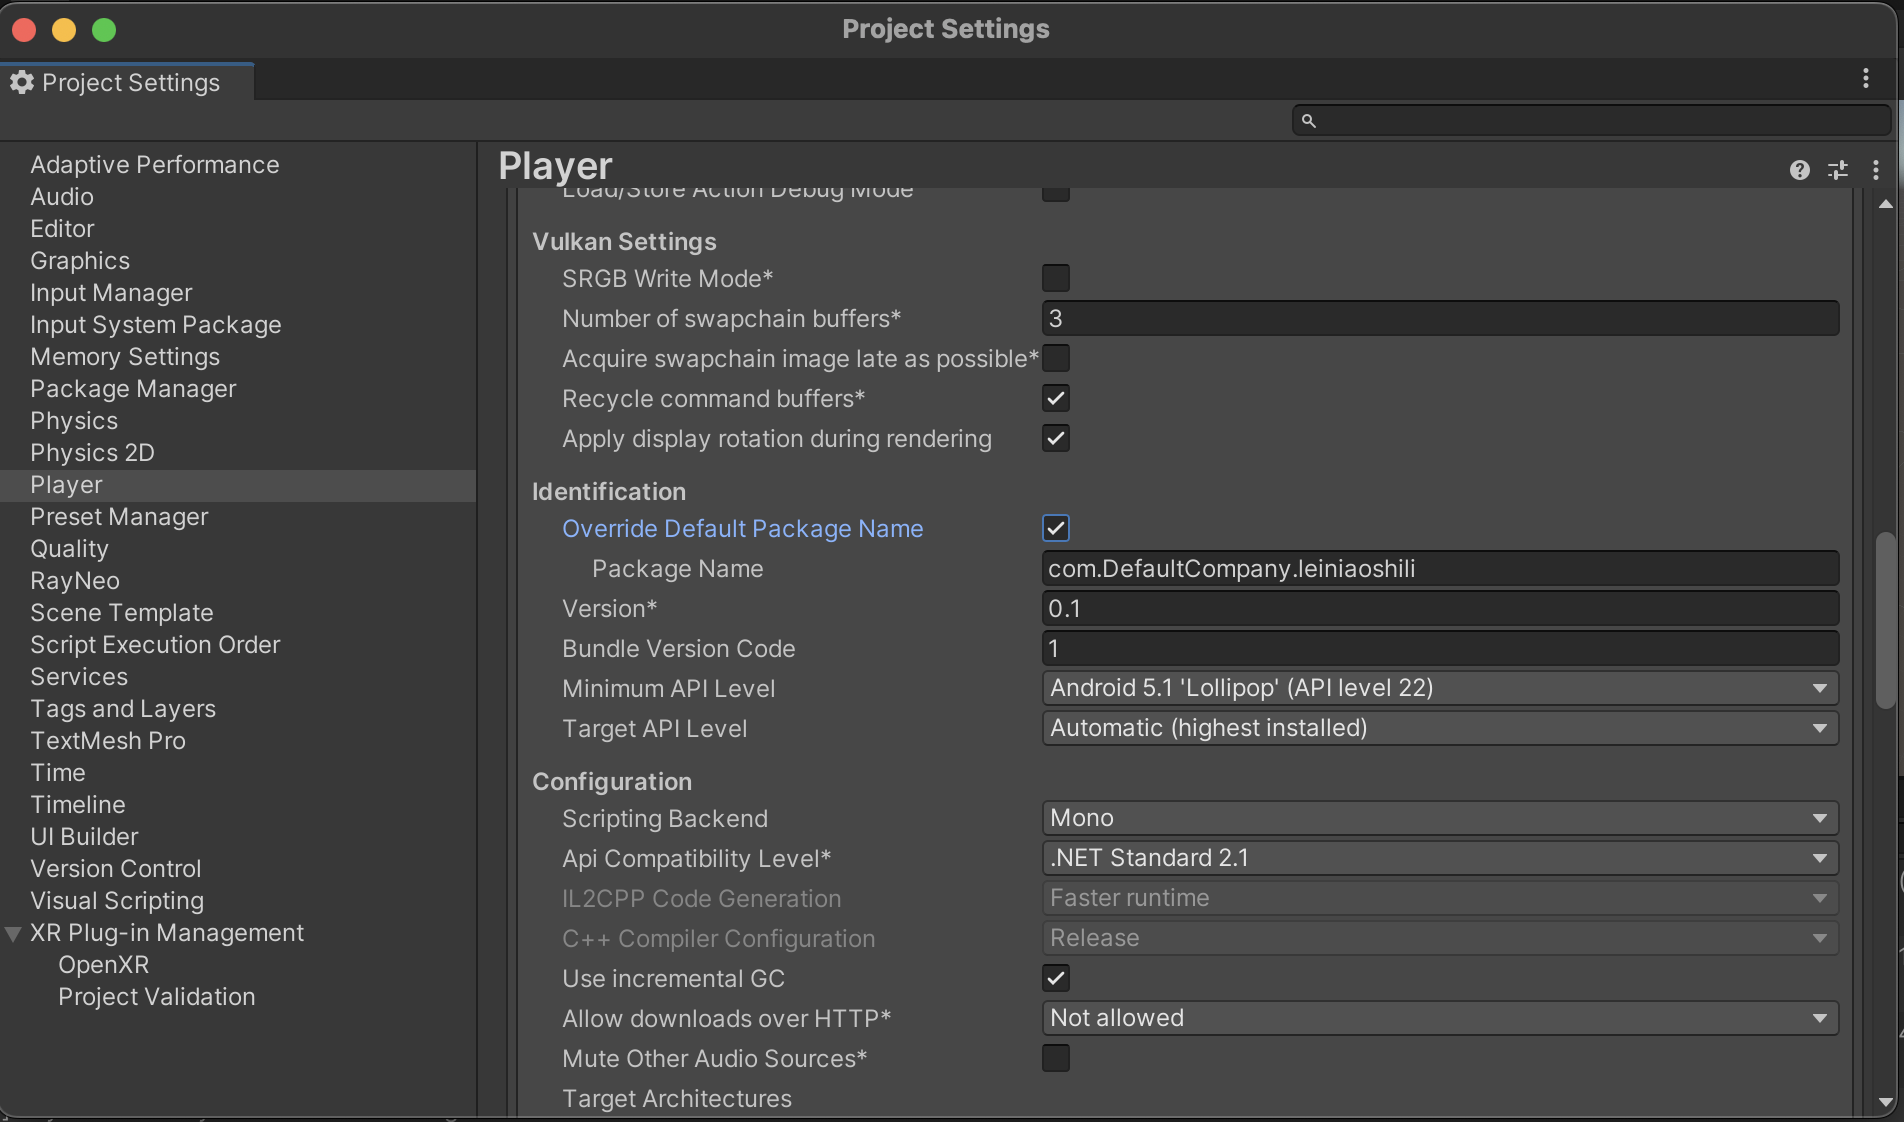 Project Settings
Project Settings
Adaptive Performance
Audio
Editor
Graphics
Input Manager
Input System Package
Memory Settings
Package Manager
Physics
Physics 2D
Player
Preset Manager
Quality
RayNeo
Scene Template
Script Execution Order
Services
Tags and Layers
TextMesh Pro
Time
Timeline
UI Builder
Version Control
Visual Scripting
XR Plug-in Management
OpenXR
Project Validation
Player
Load/Store Action Debug Mode
Vulkan Settings
SRGB Write Mode*
Number of swapchain buffers* 3
Acquire swapchain image late as possible*
Recycle command buffers*
Apply display rotation during rendering
Identification
Override Default Package Name
Package Name com.DefaultCompany.leiniaoshili
Version* 0.1
Bundle Version Code 1
Minimum API Level Android 5.1 'Lollipop' (API level 22)
Target API Level Automatic (highest installed)
Configuration
Scripting Backend Mono
Api Compatibility Level* .NET Standard 2.1
IL2CPP Code Generation Faster runtime
C++ Compiler Configuration Release
Use incremental GC
Allow downloads over HTTP* Not allowed
Mute Other Audio Sources*
Target Architectures